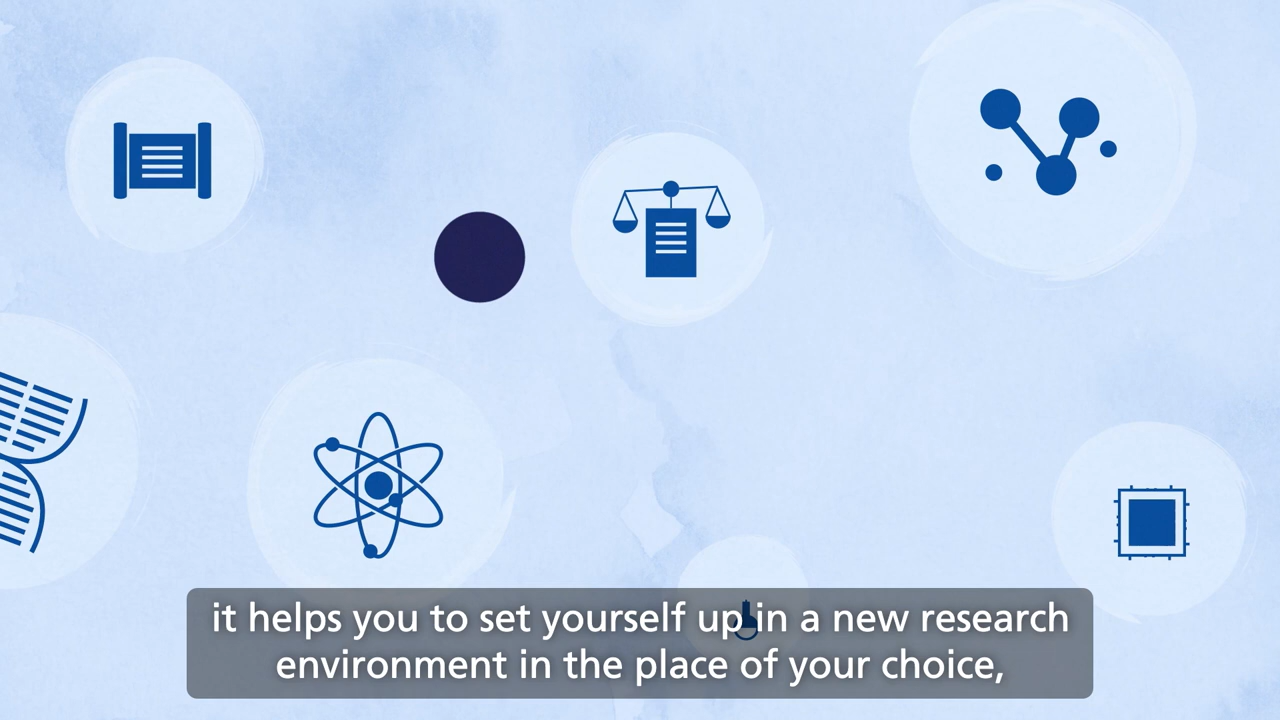 it helps you to set yourself up in a new research
environment in the place of your choice,